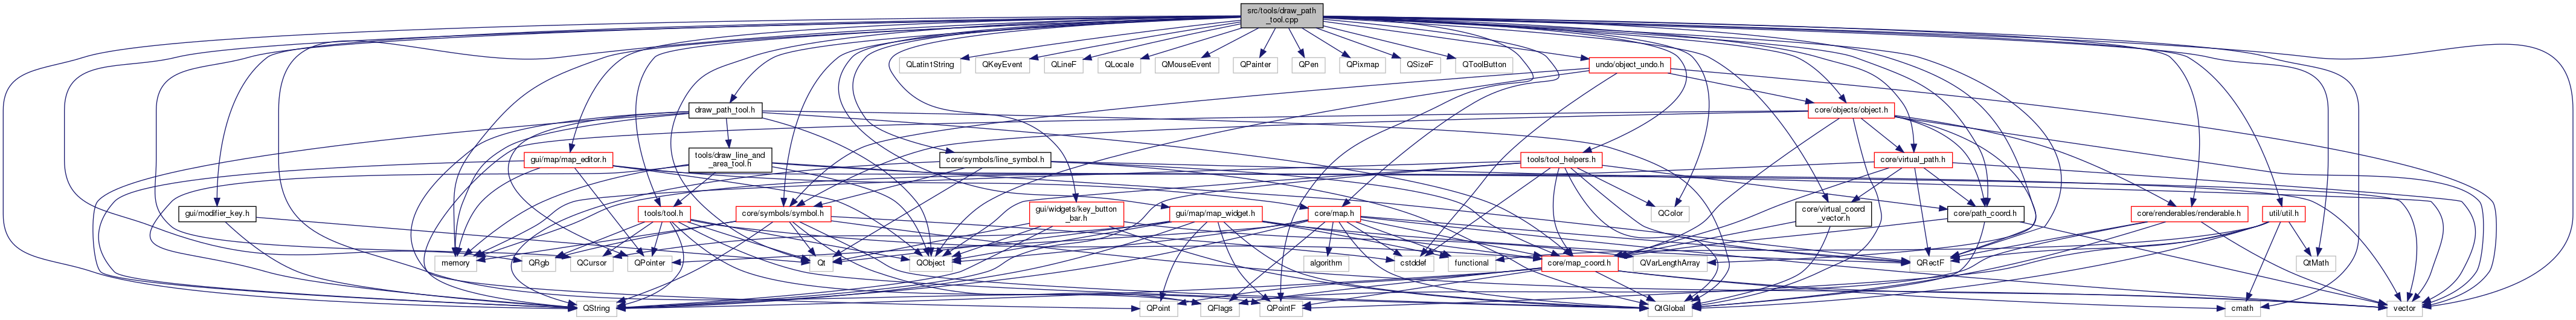 src/tools/draw_path
_tool.cpp
QLatin1String
QKeyEvent
QLineF
QLocale
QMouseEvent
QPainter
QPen
QPixmap
QSizeF
QToolButton
undo/object_undo.h
draw_path_tool.h
core/objects/object.h
gui/map/map_editor.h
tools/draw_line_and
_area_tool.h
core/symbols/line_symbol.h
tools/tool_helpers.h
core/virtual_path.h
gui/modifier_key.h
tools/tool.h
core/symbols/symbol.h
gui/widgets/key_button
_bar.h
gui/map/map_widget.h
core/map.h
QColor
core/virtual_coord
_vector.h
core/path_coord.h
core/renderables/renderable.h
util/util.h
memory
QRgb
QCursor
QPointer
Qt
QObject
algorithm
cstddef
functional
core/map_coord.h
QVarLengthArray
QRectF
QtMath
QString
QPoint
QFlags
QPointF
QtGlobal
cmath
vector